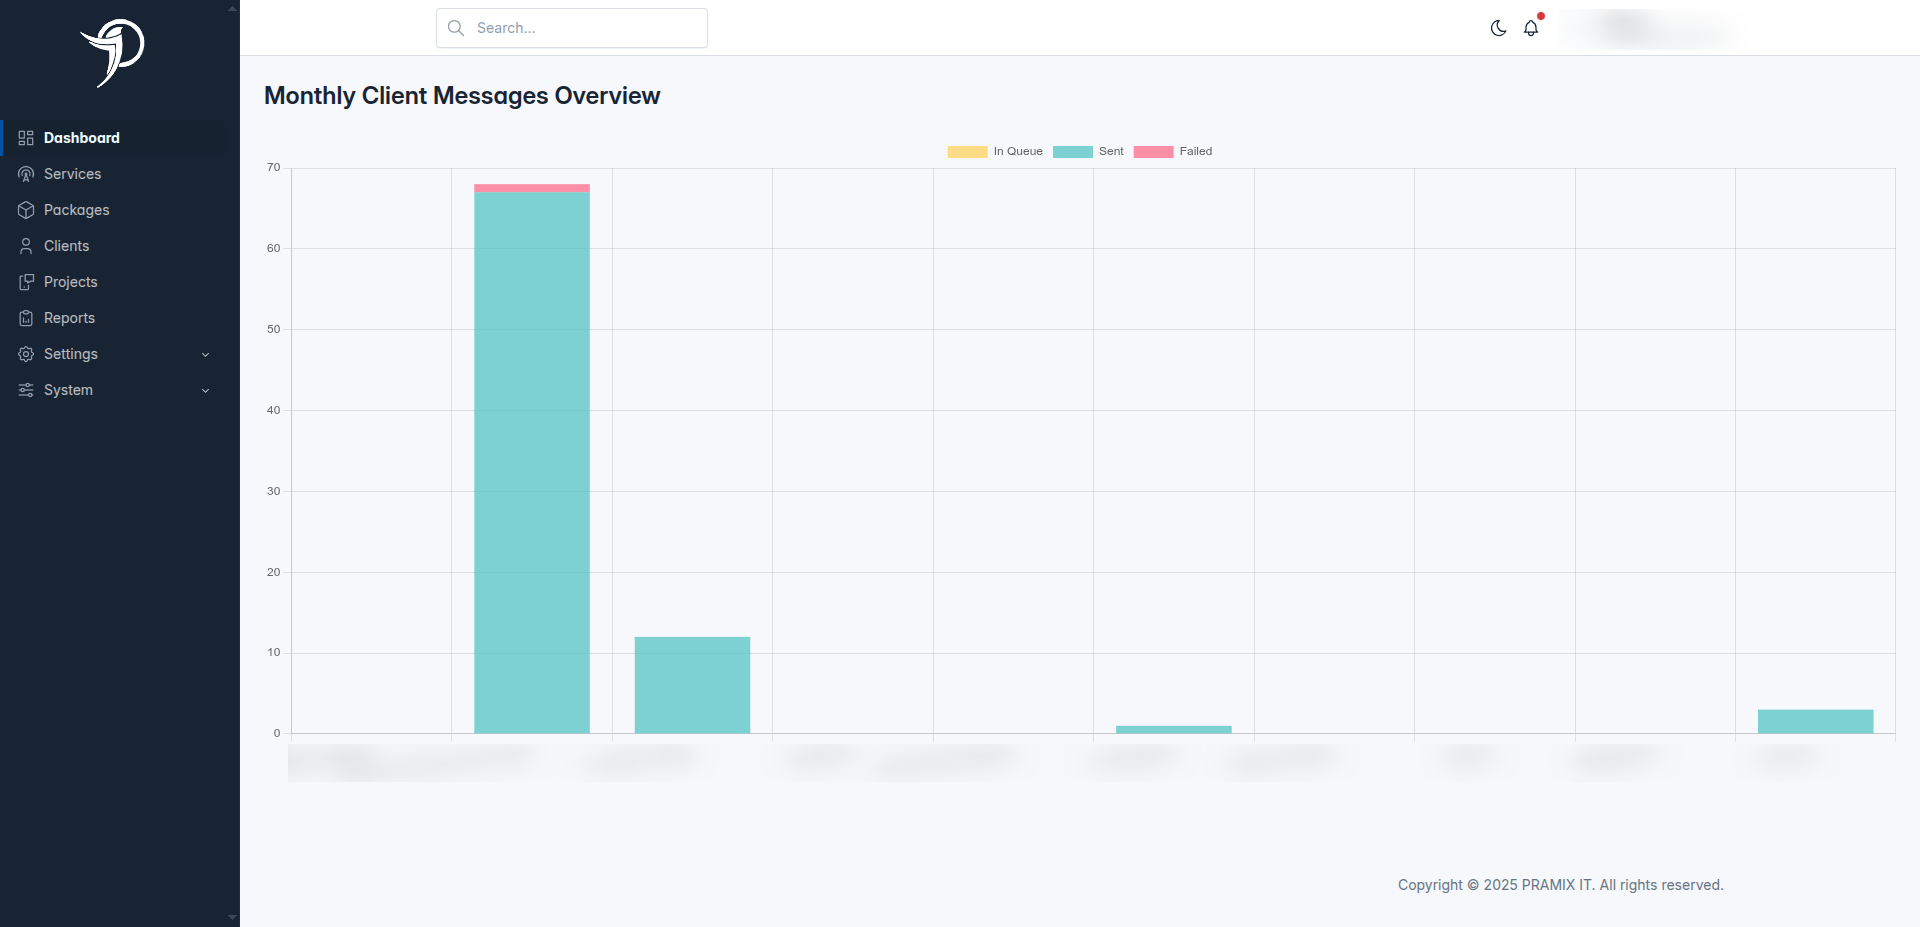 Search...
Dashboard
Services
Packages
Clients
Projects
Reports
Settings
System
Monthly Client Messages Overview
In Queue Sent Failed
70
60
50
40
30
20
10
0
Copyright © 2025 PRAMIX IT. All rights reserved.